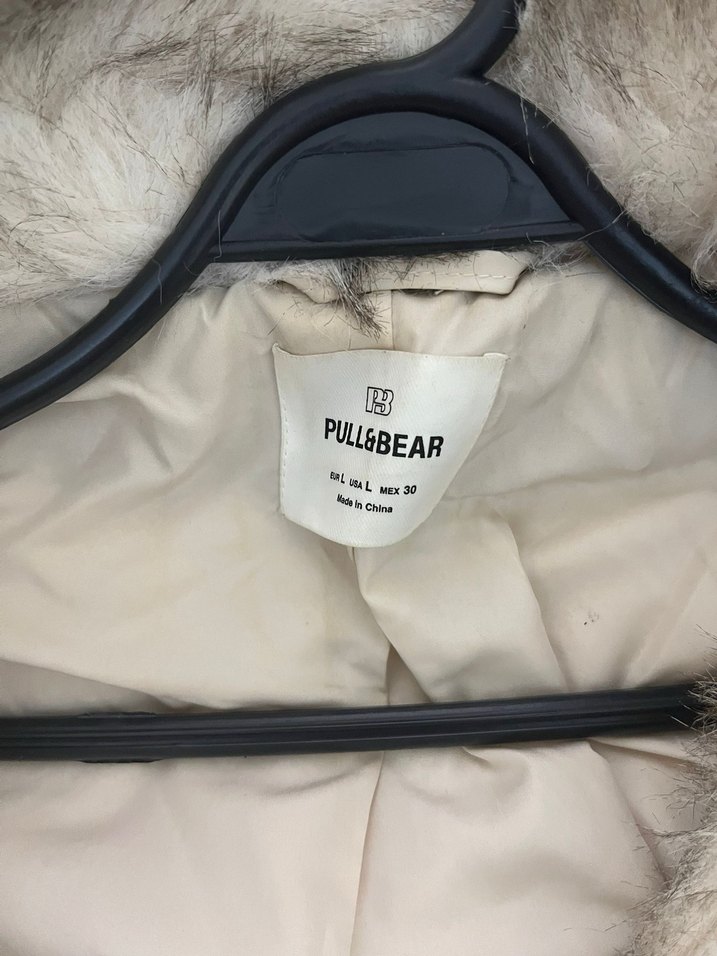 PB
PULL&BEAR
EUR L USA L MEX 30
Made in China